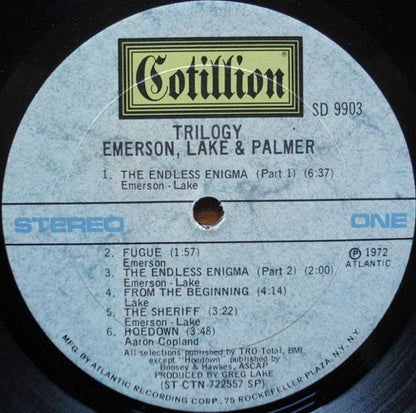 Cotillion
SD 9903
TRILOGY
EMERSON, LAKE & PALMER
1. THE ENDLESS ENIGMA (Part 1) (6:37)
Emerson - Lake
STEREO
ONE
2. FUGUE (1:57)
Emerson
3. THE ENDLESS ENIGMA (Part 2) (2:00)
Emerson - Lake
4. FROM THE BEGINNING (4:14)
Lake
5. THE SHERIFF (3:22)
Emerson - Lake
6. HOEDOWN (3:48)
Aaron Copland
℗ 1972
ATLANTIC
All selections published by TRO-Total, BMI
except "Hoedown" published by
Boosey & Hawkes, ASCAP.
PRODUCED BY GREG LAKE
(ST-CTN-722557 SP)
MFG. BY ATLANTIC RECORDING CORP., 75 ROCKEFELLER PLAZA, N.Y., N.Y.